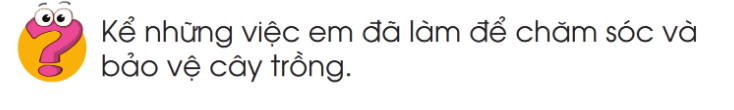 Kể những việc em đã làm để chăm sóc và
bảo vệ cây trồng.